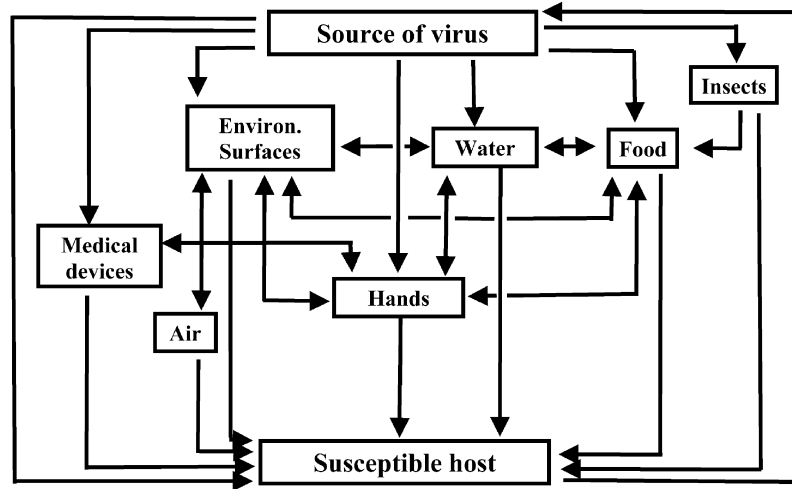 Source of virus
Insects
Environ.
Surfaces
Water
Food
Medical
devices
Hands
Air
Susceptible host